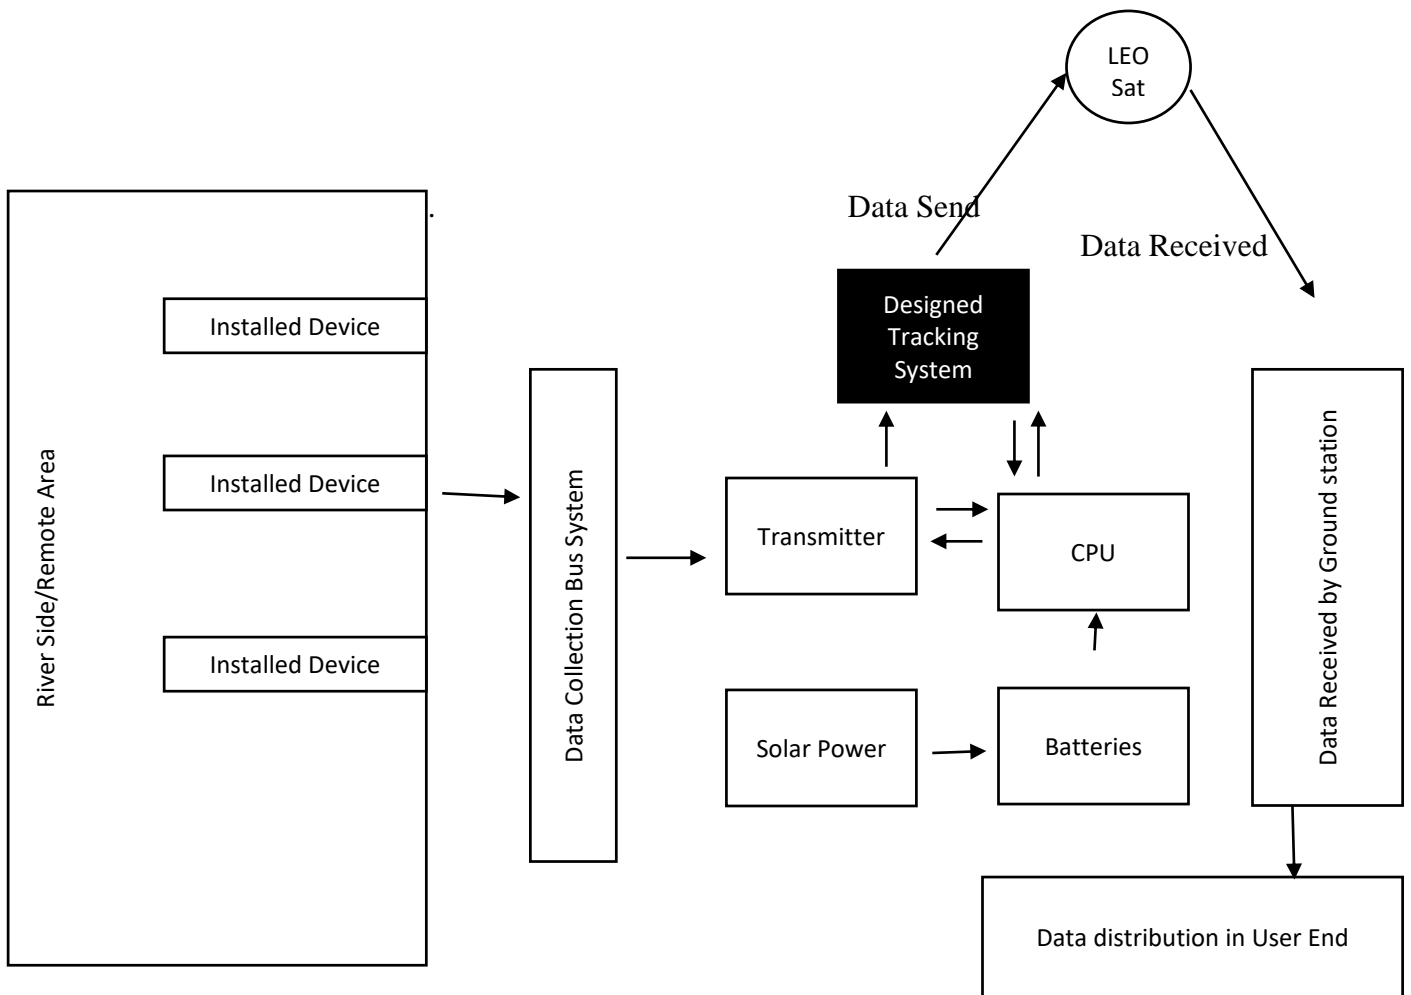 LEO
Sat
Data Send
Data Received
Designed
Tracking
System
Installed Device
Installed Device
Installed Device
River Side/Remote Area
Data Collection Bus System
Transmitter
CPU
Solar Power
Batteries
Data Received by Ground station
Data distribution in User End